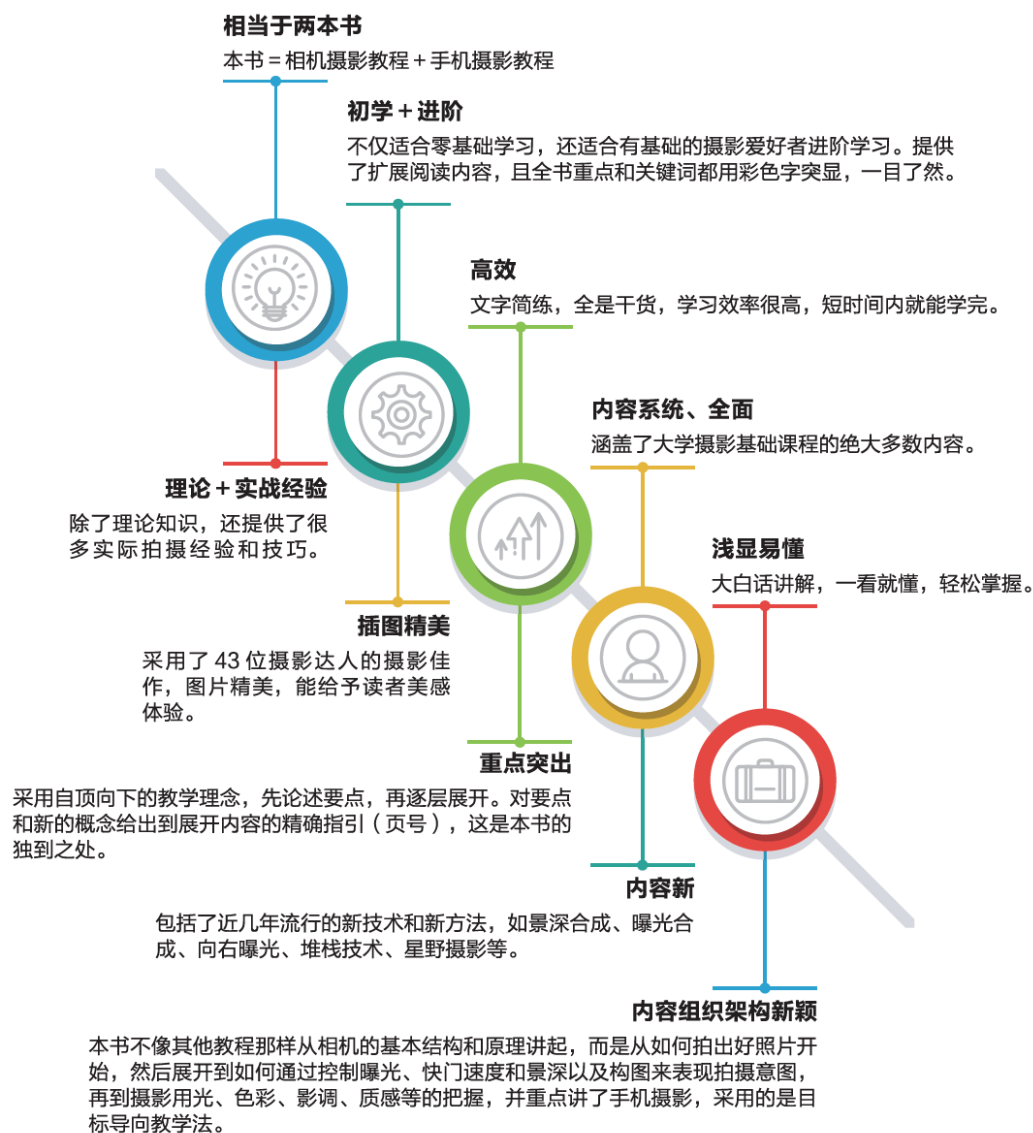 相当于两本书
本书＝相机摄影教程＋手机摄影教程
初学＋进阶
不仅适合零基础学习，还适合有基础的摄影爱好者进阶学习。提供
了扩展阅读内容，且全书重点和关键词都用彩色字突显，一目了然。
高效
文字简练，全是干货，学习效率很高，短时间内就能学完。
内容系统、全面
涵盖了大学摄影基础课程的绝大多数内容。
浅显易懂
大白话讲解，一看就懂，轻松掌握。
理论＋实战经验
除了理论知识，还提供了很
多实际拍摄经验和技巧。
插图精美
采用了 43 位摄影达人的摄影佳
作，图片精美，能给予读者美感
体验。
重点突出
采用自顶向下的教学理念，先论述要点，再逐层展开。对要点
和新的概念给出到展开内容的精确指引（页号），这是本书的
独到之处。
内容新
包括了近几年流行的新技术和新方法，如景深合成、曝光合
成、向右曝光、堆栈技术、星野摄影等。
内容组织架构新颖
本书不像其他教程那样从相机的基本结构和原理讲起，而是从如何拍出好照片开
始，然后展开到如何通过控制曝光、快门速度和景深以及构图来表现拍摄意图，
再到摄影用光、色彩、影调、质感等的把握，并重点讲了手机摄影，采用的是目
标导向教学法。